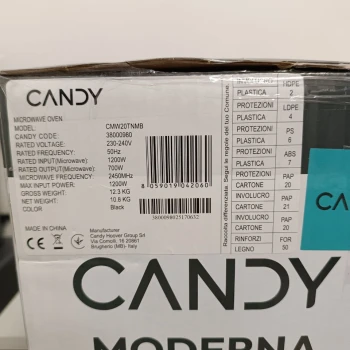 CANDY
MICROWAVE OVEN
MODEL: CMW20TNMB
CANDY CODE: 38000980
RATED VOLTAGE: 230-240V
RATED FREQUENCY: 50Hz
RATED INPUT(Microwave): 1200W
RATED OUTPUT(Microwave): 700W
MICROWAVE FREQUENCY: 2450MHz
MAX INPUT POWER: 1200W
GROSS WEIGHT: 12.3 KG
NET WEIGHT: 10.8 KG
COLOR Black
8 059019 042060
MADE IN CHINA
Manufacturer
Candy Hoover Group Srl
Via Comolli, 16 20861
Brugherio (MB)- Italy
Raccolta differenziata. Segui le regole del tuo Comune.
HDPE
PLASTICA 2
PROTEZIONI LDPE
PLASTICA 4
PROTEZIONI PS
PLASTICA 6
PROTEZIONI ABS
PLASTICA 7
PROTEZIONI PAP
CARTONE 20
INVOLUCRO PAP
CARTONE 21
INVOLUCRO PAP
CARTONE 20
RINFORZI FOR
LEGNO 50
CANDY
MODERNA